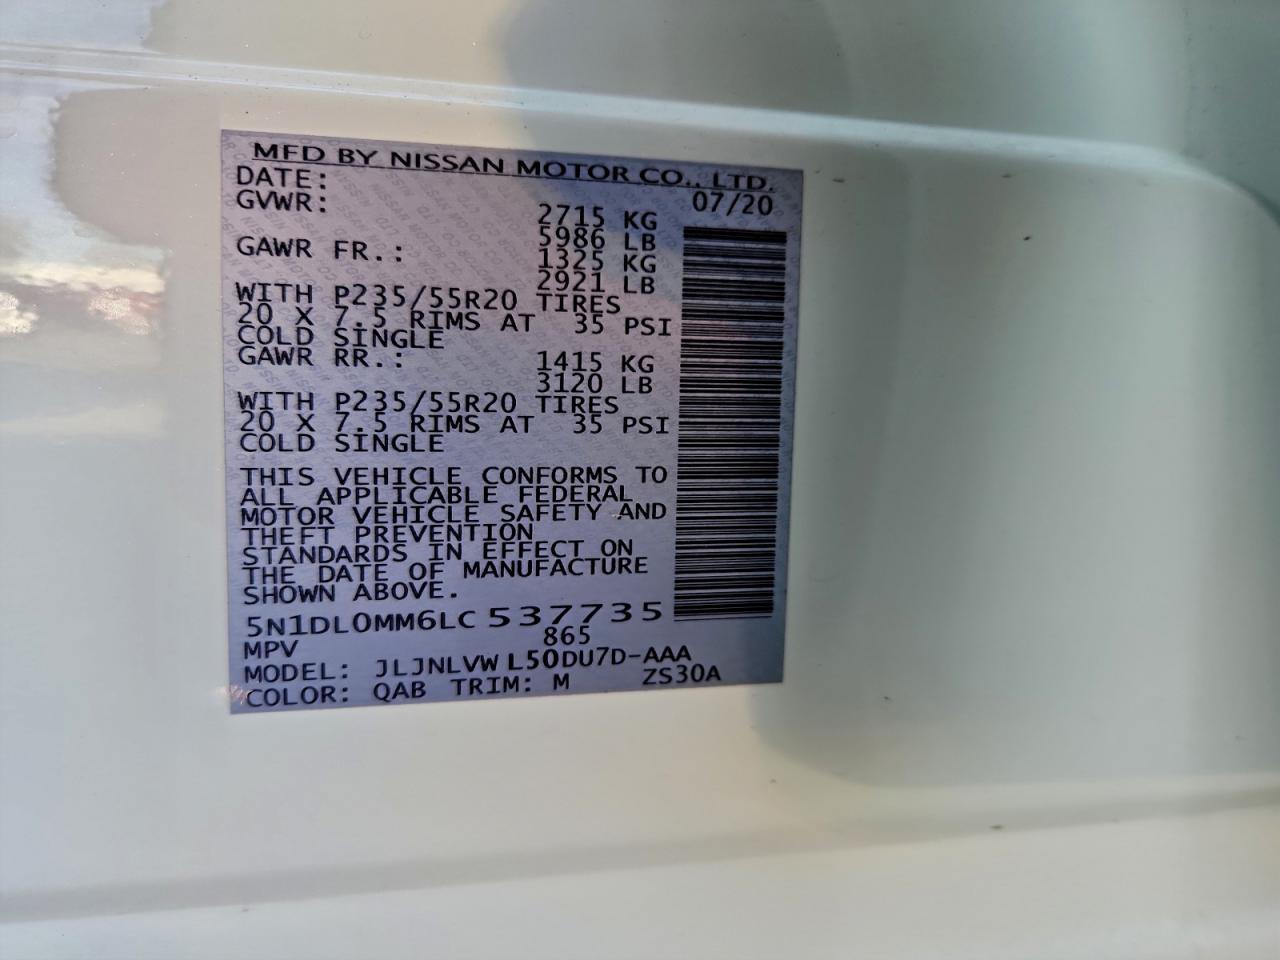 MFD BY NISSAN MOTOR CO., LTD.
DATE: 07/20
GVWR: 2715 KG
5986 LB
GAWR FR.: 1325 KG
2921 LB
WITH P235/55R20 TIRES
20 X 7.5 RIMS AT 35 PSI
COLD SINGLE
GAWR RR.: 1415 KG
3120 LB
WITH P235/55R20 TIRES
20 X 7.5 RIMS AT 35 PSI
COLD SINGLE
THIS VEHICLE CONFORMS TO
ALL APPLICABLE FEDERAL
MOTOR VEHICLE SAFETY AND
THEFT PREVENTION
STANDARDS IN EFFECT ON
THE DATE OF MANUFACTURE
SHOWN ABOVE.
5N1DL0MM6LC 537735
MPV 865
MODEL: JLJNLVW L50DU7D-AAA
COLOR: QAB TRIM: M ZS30A